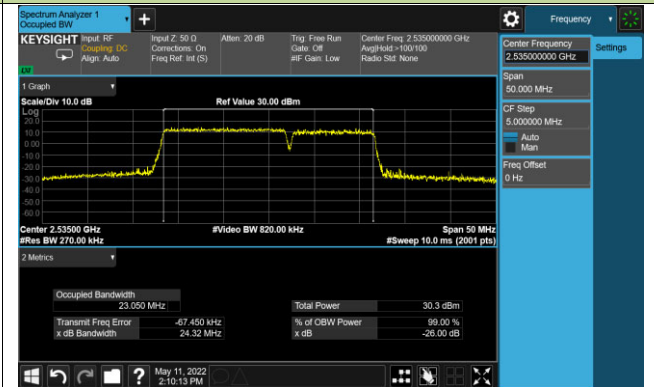 Spectrum Analyzer 1
Occupied BW
Frequency
KEYSIGHT
Input: RF
Coupling: DC
Align: Auto
Input Z: 50 Ω
Corrections: On
Freq Ref: Int (S)
Atten: 20 dB
Trig: Free Run
Gate: Off
#IF Gain: Low
Center Freq: 2.535000000 GHz
Avg|Hold:>100/100
Radio Std: None
Center Frequency
2.535000000 GHz
Settings
Span
50.000 MHz
CF Step
5.000000 MHz
Auto
Man
Freq Offset
0 Hz
1 Graph
Scale/Div 10.0 dB
Ref Value 30.00 dBm
Log
20.0
10.0
0.00
-10.0
-20.0
-30.0
-40.0
-50.0
-60.0
Center 2.53500 GHz
#Video BW 820.00 kHz
Span 50 MHz
#Res BW 270.00 kHz
#Sweep 10.0 ms (2001 pts)
2 Metrics
Occupied Bandwidth
23.050 MHz
Total Power 30.3 dBm
Transmit Freq Error -67.450 kHz
% of OBW Power 99.00 %
x dB Bandwidth 24.32 MHz
x dB -26.00 dB
May 11, 2022
2:10:13 PM